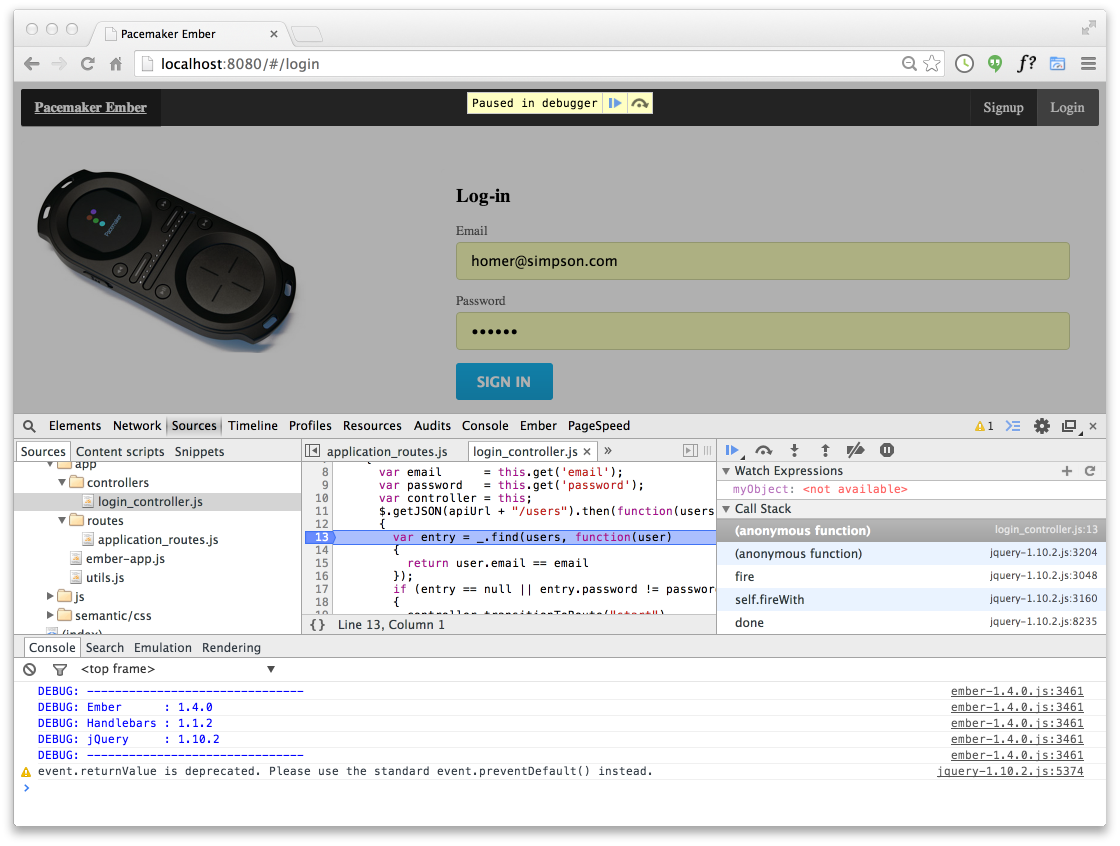 Pacemaker Ember
localhost:8080/#/login
f?
Pacemaker Ember
Paused in debugger
Signup
Login
Pacemaker
Log-in
Email
homer@simpson.com
Password
••••••
SIGN IN
Elements Network Sources Timeline Profiles Resources Audits Console Ember PageSpeed
1
Sources Content scripts Snippets
app
controllers
login_controller.js
routes
application_routes.js
ember-app.js
utils.js
js
semantic/css
(index)
application_routes.js
login_controller.js × »
8 var email = this.get('email');
9 var password = this.get('password');
10 var controller = this;
11 $.getJSON(apiUrl + "/users").then(function(users
12 {
13 var entry = _.find(users, function(user)
14 {
15 return user.email == email
16 });
17 if (entry == null || entry.password != passwor
18 {
controller.transitionToRoute("start")
{} Line 13, Column 1
Watch Expressions
myObject: <not available>
Call Stack
(anonymous function) login_controller.js:13
(anonymous function) jquery-1.10.2.js:3204
fire jquery-1.10.2.js:3048
self.fireWith jquery-1.10.2.js:3160
done jquery-1.10.2.js:8235
Console Search Emulation Rendering
<top frame>
DEBUG: ------------------------------- ember-1.4.0.js:3461
DEBUG: Ember : 1.4.0 ember-1.4.0.js:3461
DEBUG: Handlebars : 1.1.2 ember-1.4.0.js:3461
DEBUG: jQuery : 1.10.2 ember-1.4.0.js:3461
DEBUG: ------------------------------- ember-1.4.0.js:3461
event.returnValue is deprecated. Please use the standard event.preventDefault() instead. jquery-1.10.2.js:5374
>